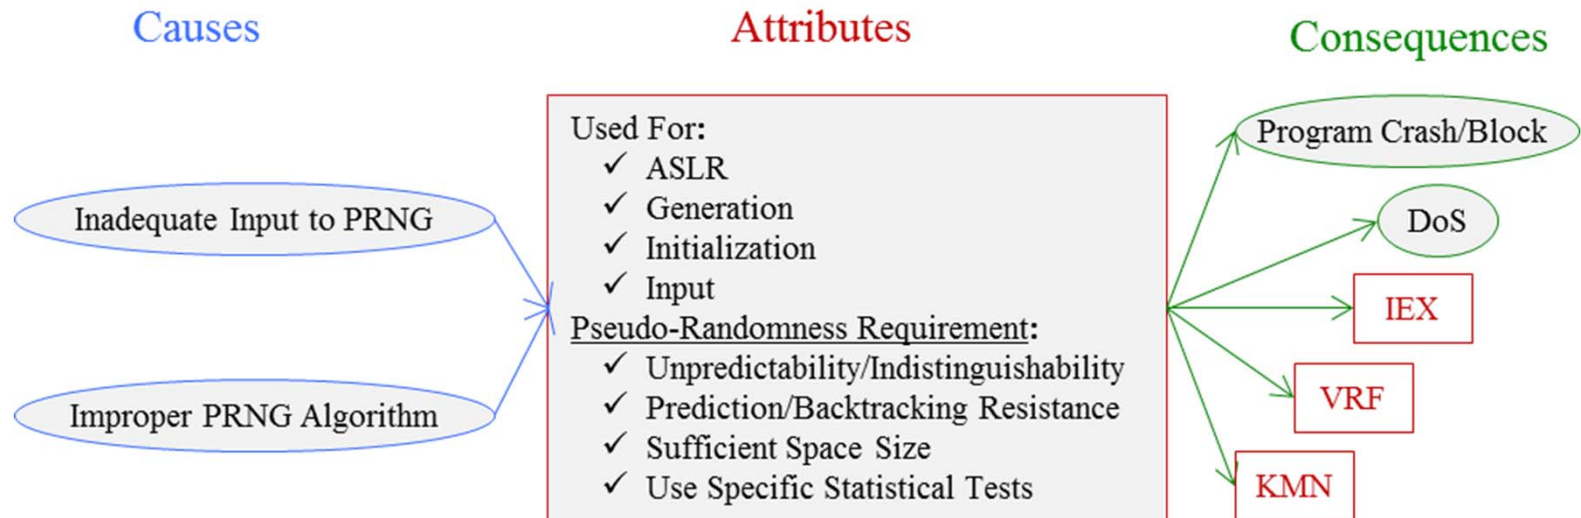 Causes
Attributes
Consequences
Inadequate Input to PRNG
Improper PRNG Algorithm
Used For:
✓ ASLR
✓ Generation
✓ Initialization
✓ Input
Pseudo-Randomness Requirement:
✓ Unpredictability/Indistinguishability
✓ Prediction/Backtracking Resistance
✓ Sufficient Space Size
✓ Use Specific Statistical Tests
Program Crash/Block
DoS
IEX
VRF
KMN